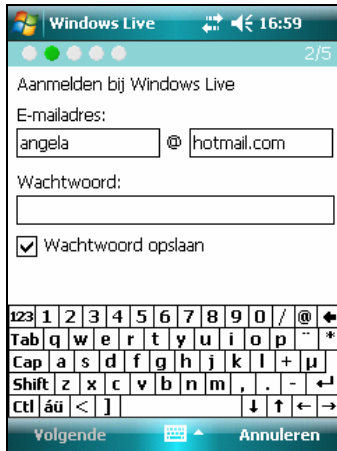 Windows Live 16:59
2/5
Aanmelden bij Windows Live
E-mailadres:
angela @ hotmail.com
Wachtwoord:
Wachtwoord opslaan
123 1 2 3 4 5 6 7 8 9 0 / @ ←
Tab q w e r t y u i o p ¨ *
Cap a s d f g h j k l + µ
Shift z x c v b n m , . - ↵
Ctl áü < ] ↓ ↑ ← →
Volgende Annuleren